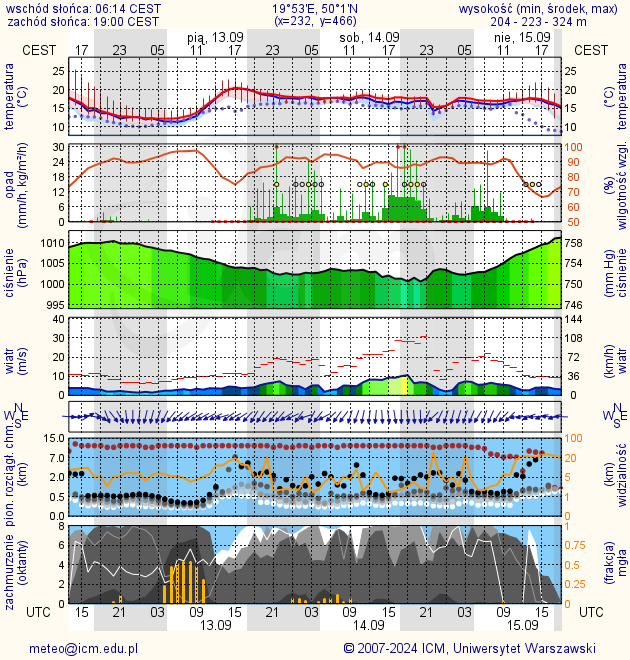 wschód słońca: 06:14 CEST 19°53'E, 50°1'N wysokość (min, środek, max)
zachód słońca: 19:00 CEST (x=232, y=466) 204 - 223 - 324 m
pią, 13.09 sob, 14.09 nie, 15.09
CEST 17 23 05 11 17 23 05 11 17 23 05 11 17 CEST
temperatura (°C)
25
20
15
10
25
20
15
10
temperatura (°C)
opad (mm/h, kg/m²/h)
30
24
18
12
6
0
100
90
80
70
60
50
wilgotność wzgl. (%)
ciśnienie (hPa)
1010
1005
1000
995
758
754
750
746
ciśnienie (mm Hg)
wiatr (m/s)
40
30
20
10
0
144
108
72
36
0
wiatr (km/h)
N
W E
S
N
W E
S
pion. rozciągł. chm. (km)
15.0
7.0
2.0
0.5
0.0
100
20
5
1
0
widzialność (km)
zachmurzenie (oktanty)
8
6
4
2
0
1
0.75
0.5
0.25
0
mgła (frakcja)
UTC 15 21 03 09 15 21 03 09 15 21 03 09 15 UTC
13.09 14.09 15.09
meteo@icm.edu.pl © 2007-2024 ICM, Uniwersytet Warszawski